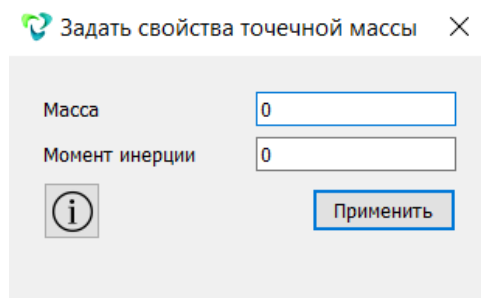 Задать свойства точечной массы
Масса 0
Момент инерции 0
Применить